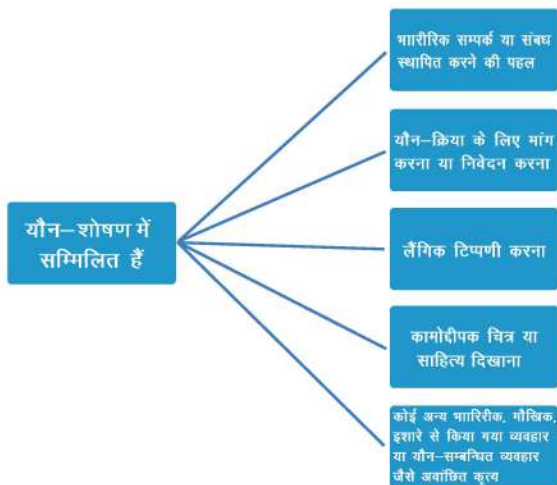 यौन–शोषण में
सम्मिलित हैं
भाारीरिक सम्पर्क या संबघ
स्थापित करने की पहल
यौन–क्रिया के लिए मांग
करना या निवेदन करना
लैंगिक टिप्पणी करना
कामोद्दीपक चित्र या
साहित्य दिखाना
कोई अन्य भाारिरीक, मौखिक,
इशारे से किया गया व्यवहार
या यौन–सम्बन्धित व्यवहार
जैसे अवांछित कृत्य